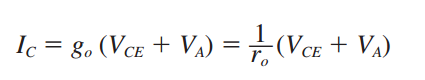 I_C = g_o (V_CE + V_A) = 1/r_o (V_CE + V_A)